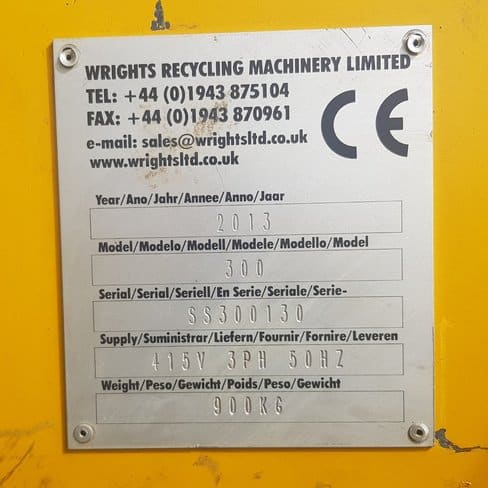 WRIGHTS RECYCLING MACHINERY LIMITED
TEL: +44 (0)1943 875104
FAX: +44 (0)1943 870961
e-mail: sales@wrightsltd.co.uk
www.wrightsltd.co.uk
CE
Year/Ano/Jahr/Annee/Anno/Jaar
2013
Model/Modelo/Modell/Modele/Modello/Model
300
Serial/Serial/Seriell/En Serie/Seriale/Serie-
SS300130
Supply/Suministrar/Liefern/Fournir/Fornire/Leveren
415V 3PH 50HZ
Weight/Peso/Gewicht/Poids/Peso/Gewicht
900KG